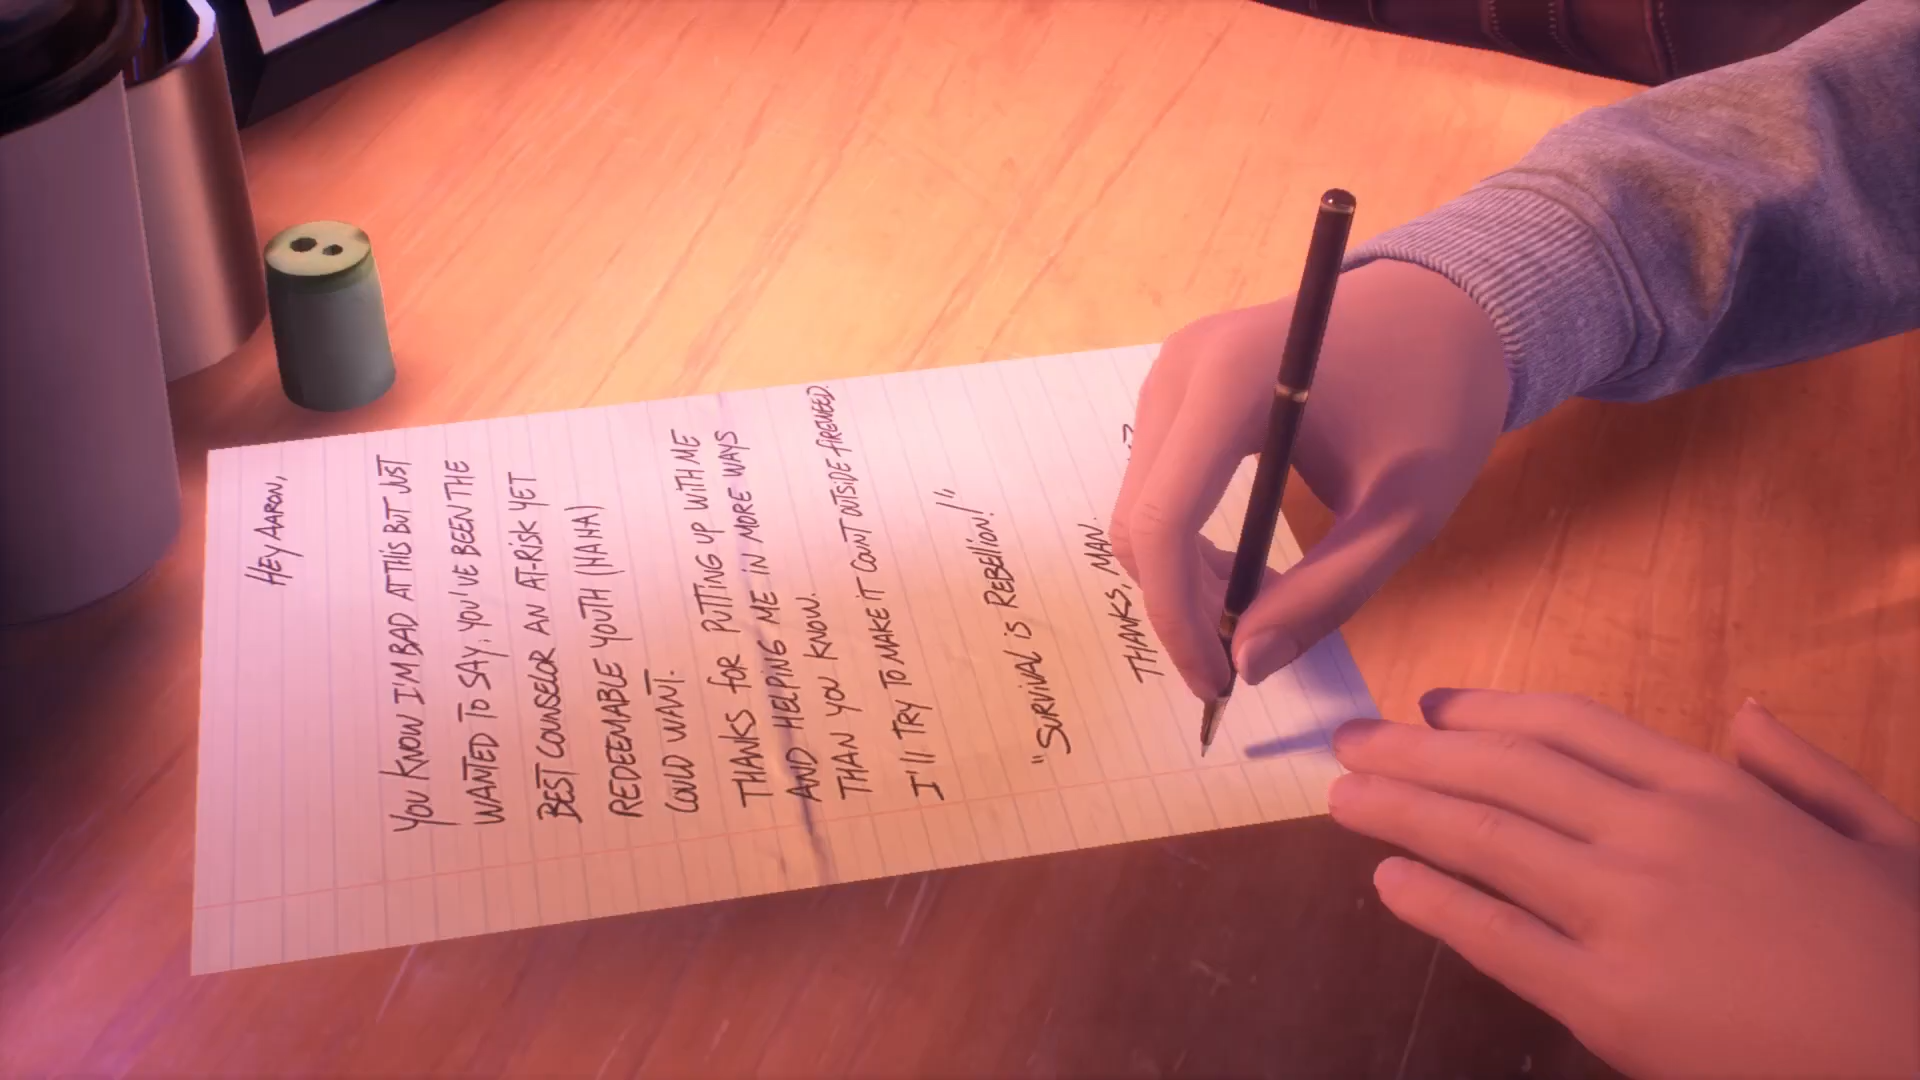 HEY AARON,
YOU KNOW I'M BAD AT THIS BUT JUST
WANTED TO SAY, YOU'VE BEEN THE
BEST COUNSELOR AN AT-RISK YET
REDEEMABLE YOUTH (HAHA)
COULD WANT.
THANKS FOR PUTTING UP WITH ME
AND HELPING ME IN MORE WAYS
THAN YOU KNOW.
I'll TRY TO MAKE IT COUNT OUTSIDE FIREWEED.
"SURVIVAL iS REBEllion!"
THANKS, MAN.